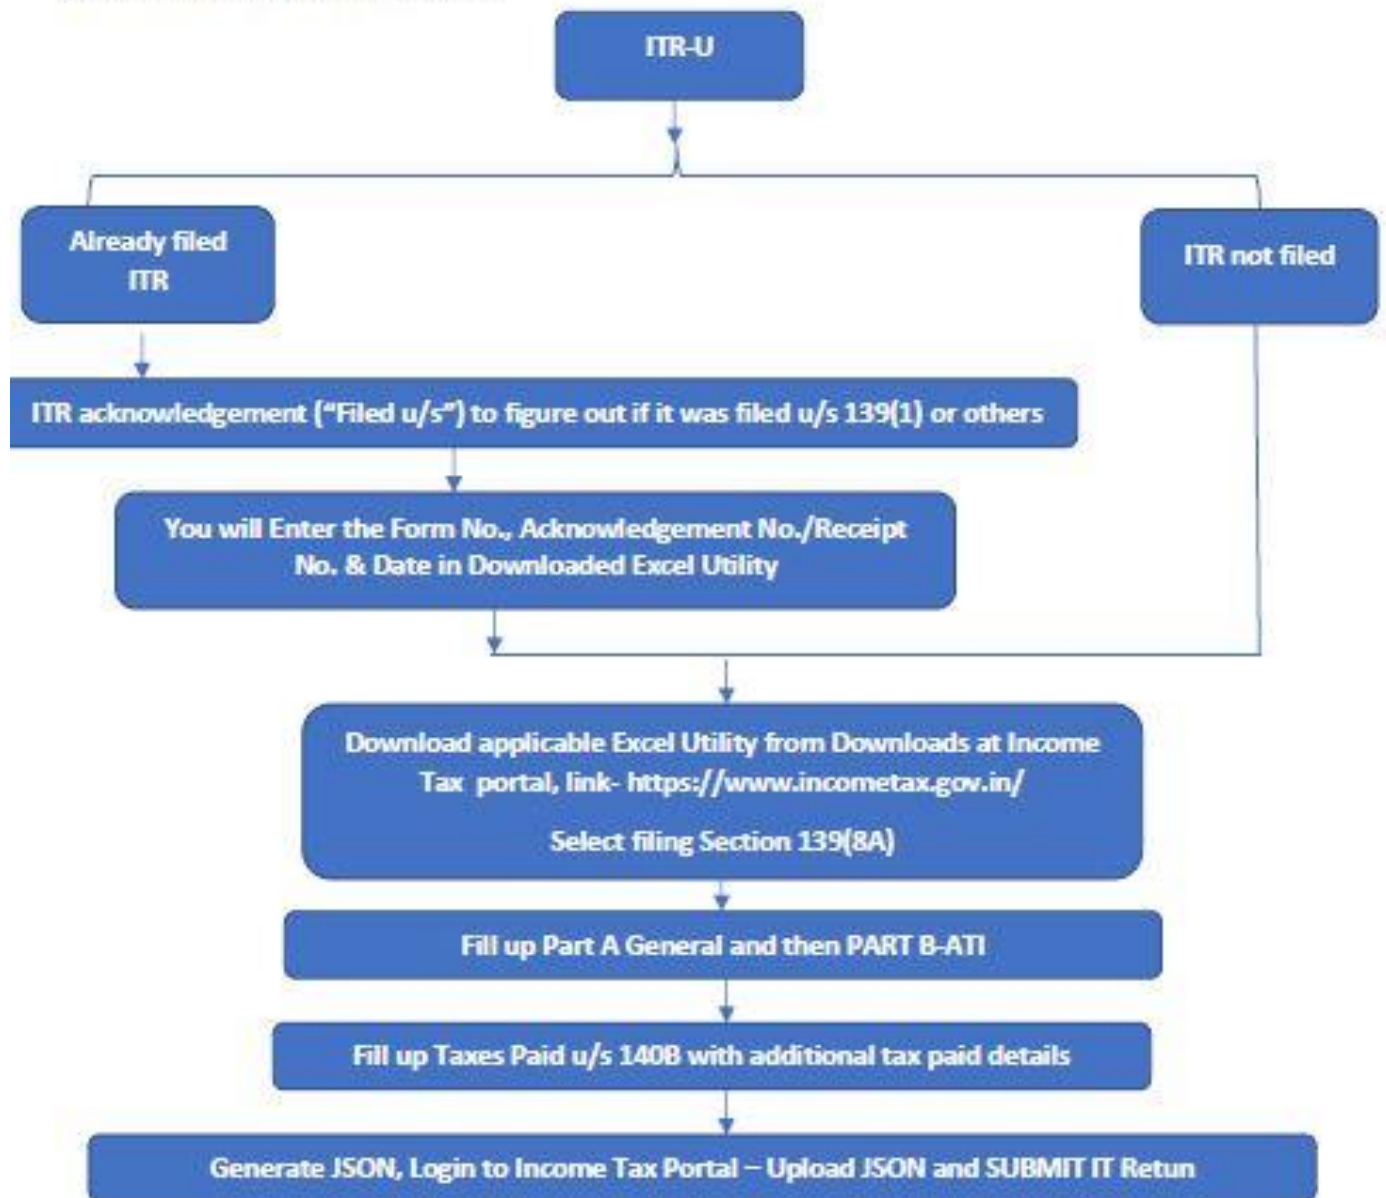 ITR-U
Already filed
ITR
ITR not filed
ITR acknowledgement (“Filed u/s”) to figure out if it was filed u/s 139(1) or others
You will Enter the Form No., Acknowledgement No./Receipt
No. & Date in Downloaded Excel Utility
Download applicable Excel Utility from Downloads at Income
Tax portal, link- https://www.incometax.gov.in/
Select filing Section 139(8A)
Fill up Part A General and then PART B-ATI
Fill up Taxes Paid u/s 140B with additional tax paid details
Generate JSON, Login to Income Tax Portal – Upload JSON and SUBMIT IT Retun